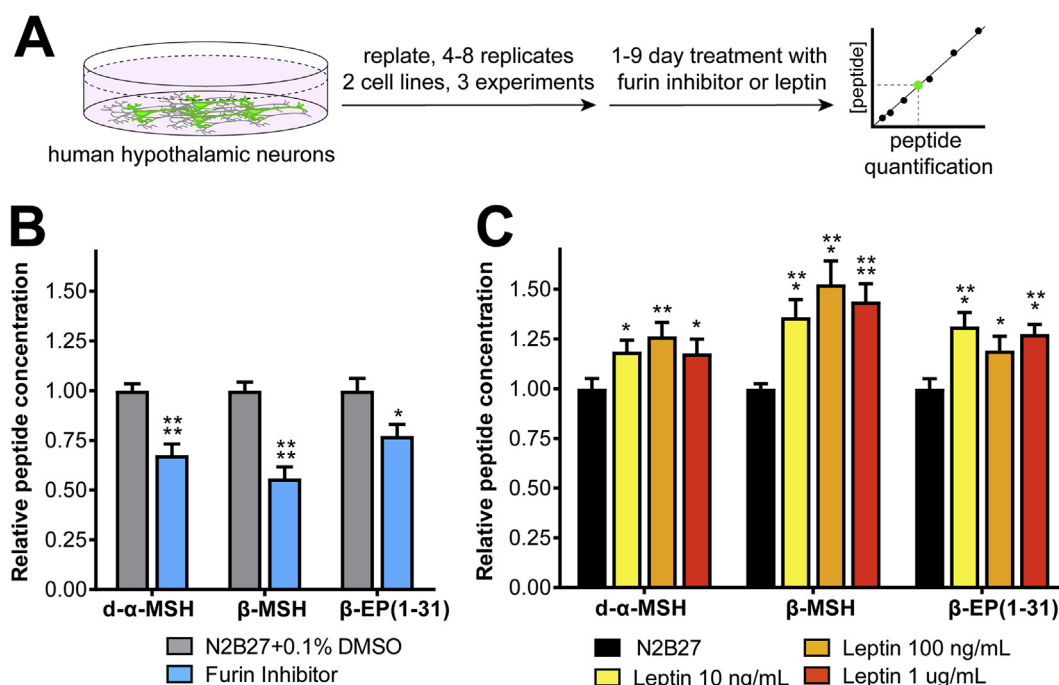 A
replate, 4-8 replicates
2 cell lines, 3 experiments
1-9 day treatment with
furin inhibitor or leptin
human hypothalamic neurons
[peptide]
peptide
quantification
B
Relative peptide concentration
1.50
1.25
1.00
0.75
0.50
0.25
0.00
**
**
**
**
*
d-α-MSH
β-MSH
β-EP(1-31)
N2B27+0.1% DMSO
Furin Inhibitor
C
Relative peptide concentration
1.50
1.25
1.00
0.75
0.50
0.25
0.00
*
**
*
**
*
**
*
**
**
**
*
*
**
*
d-α-MSH
β-MSH
β-EP(1-31)
N2B27
Leptin 10 ng/mL
Leptin 100 ng/mL
Leptin 1 ug/mL